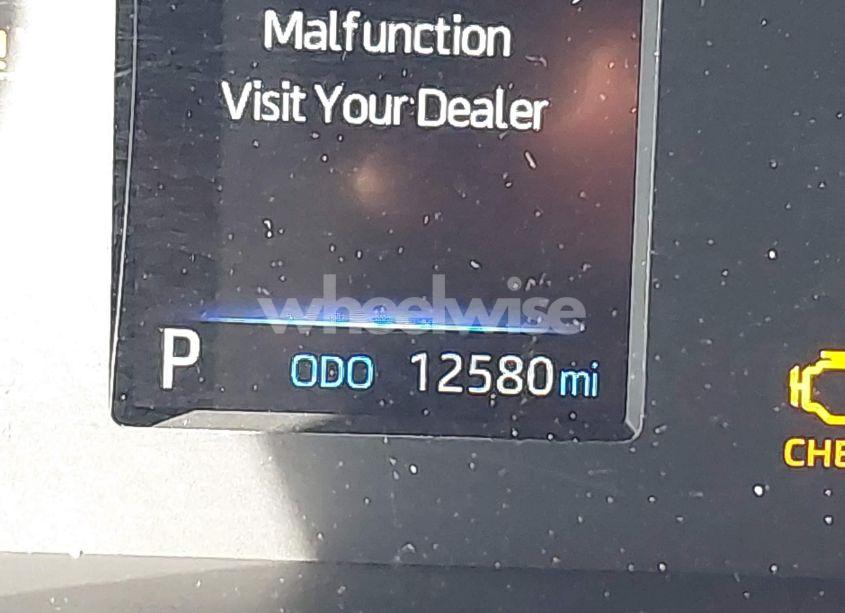 Malfunction
Visit Your Dealer
wheelwise
P ODO 12580 mi
CHE